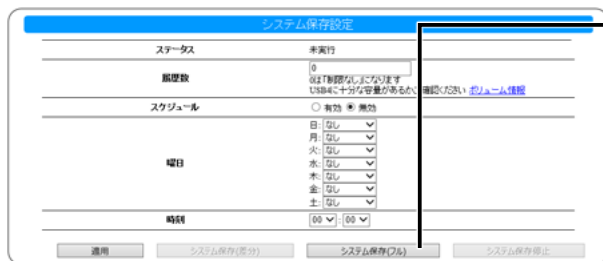 システム保存設定
ステータス 未実行
履歴数 0
0は「制限なし」になります
USB4に十分な容量があるかご確認ください ボリューム情報
スケジュール 有効 無効
曜日 日: なし
月: なし
火: なし
水: なし
木: なし
金: なし
土: なし
時刻 00 : 00
適用 システム保存(差分) システム保存(フル) システム保存停止